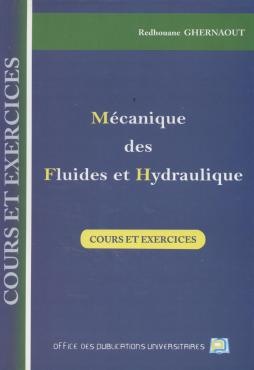 Redhouane GHERNAOUT
COURS ET EXERCICES
Mécanique
des
Fluides et Hydraulique
COURS ET EXERCICES
OFFICE DES PUBLICATIONS UNIVERSITAIRES